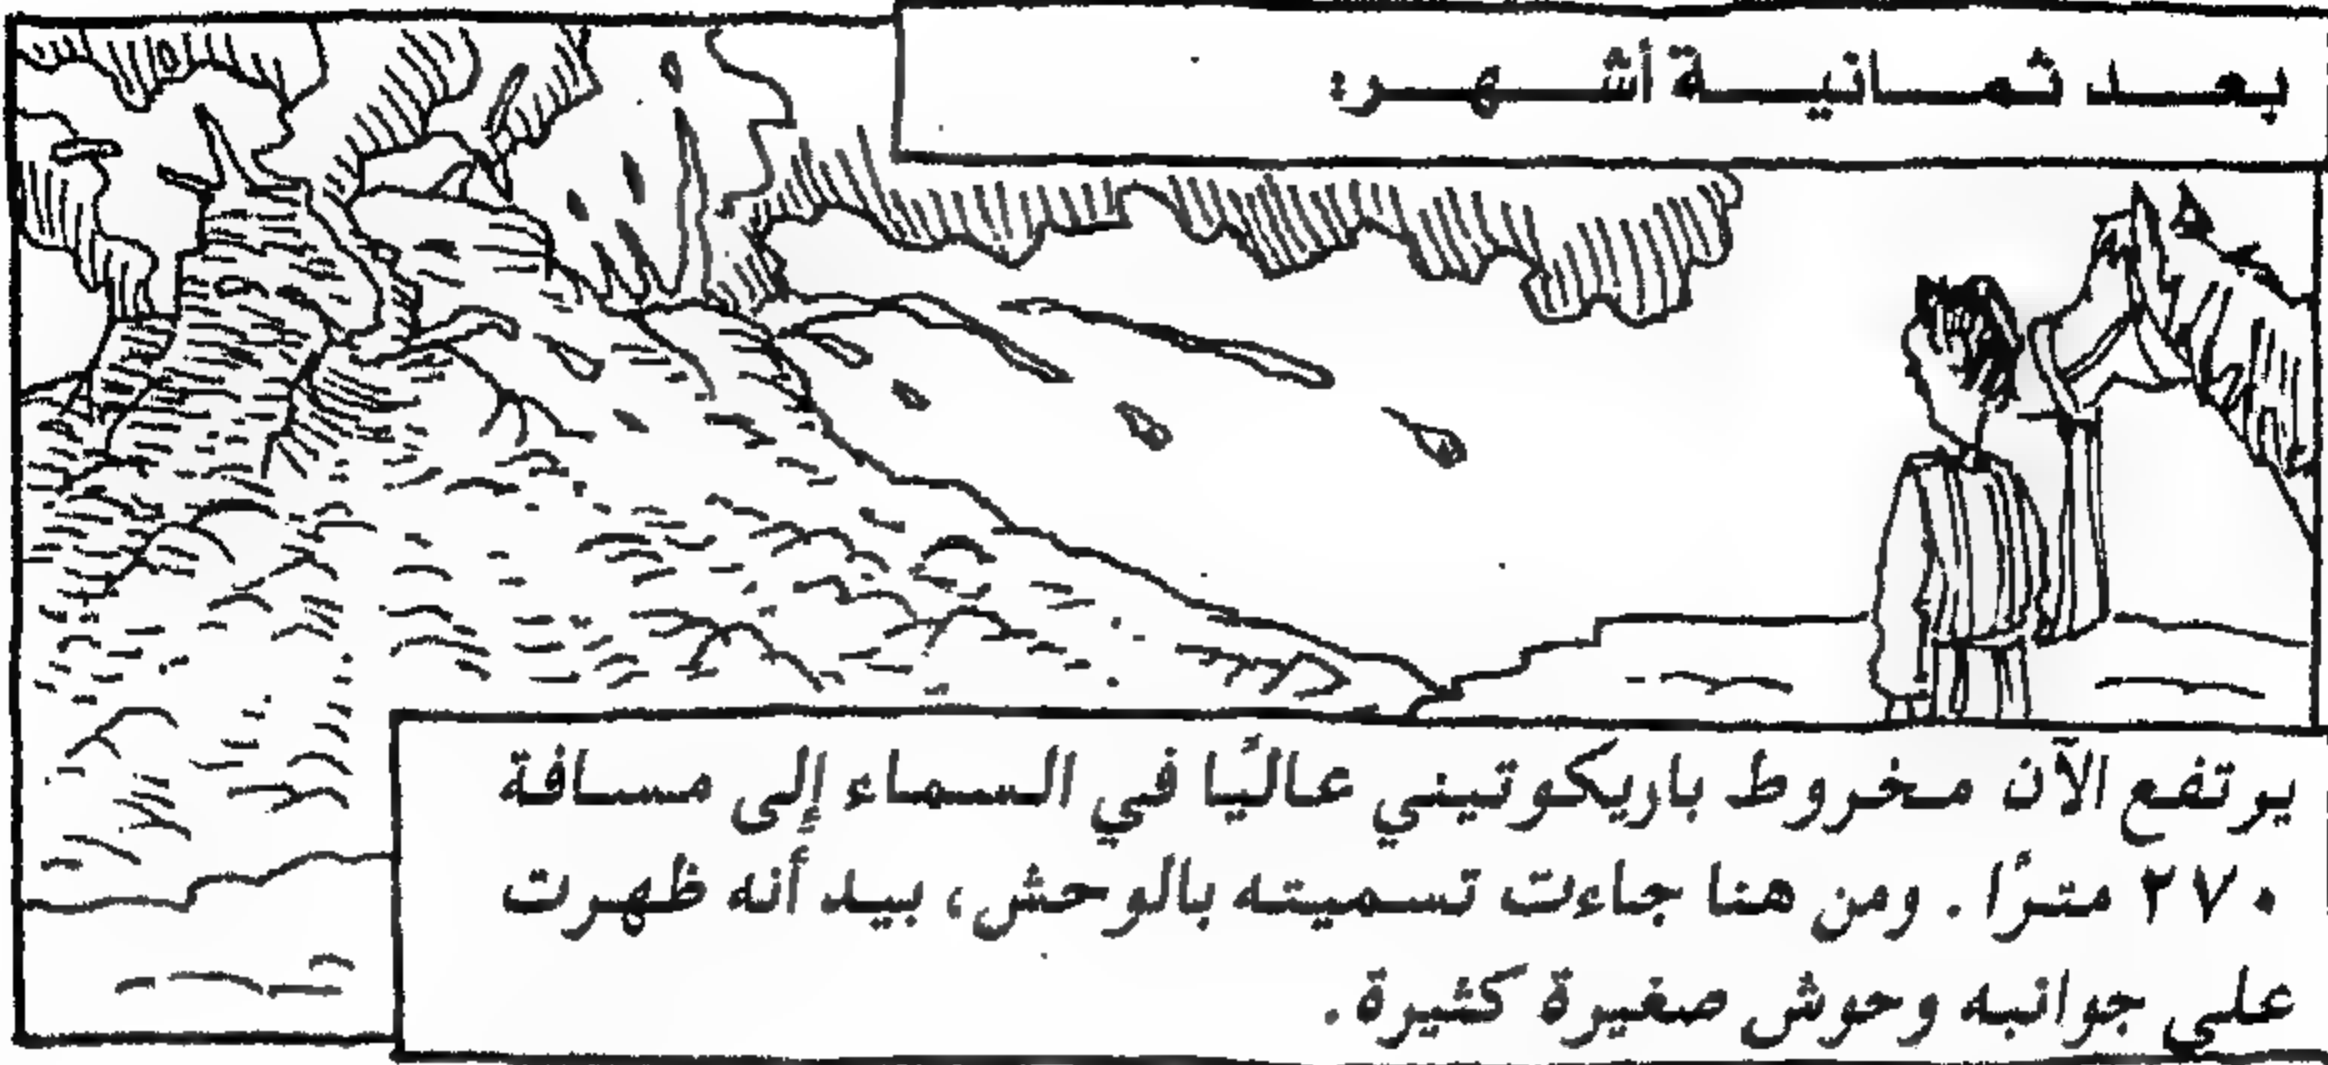 بعد ثمانية أشهر:
يرتفع الآن مخروط باريكوتيني عاليًا في السماء إلى مسافة
٢٧٠ مترًا. ومن هنا جاءت تسميته بالوحش، بيد أنه ظهرت
على جوانبه وحوش صغيرة كثيرة.